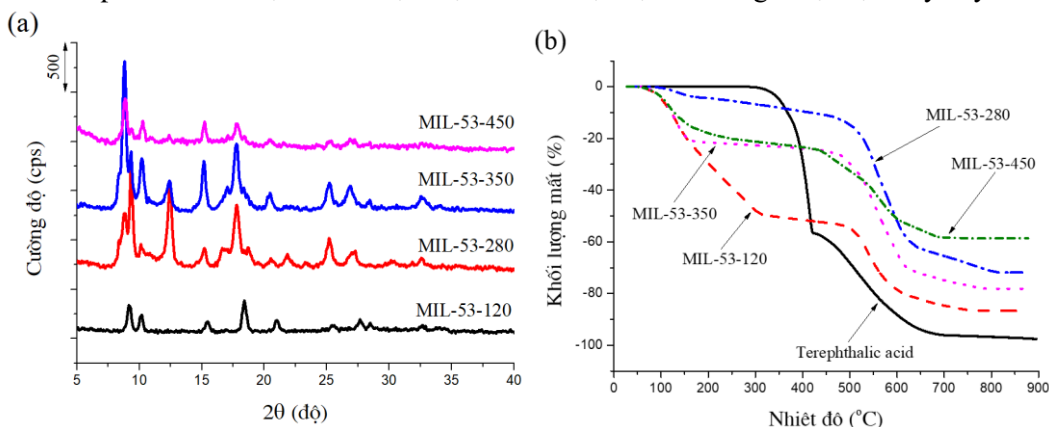 (a)
500
MIL-53-450
MIL-53-350
MIL-53-280
MIL-53-120
Cường độ (cps)
5 10 15 20 25 30 35 40
2θ (độ)
(b)
0
-20
-40
-60
-80
-100
Khối lượng mất (%)
MIL-53-280
MIL-53-450
MIL-53-350
MIL-53-120
Terephthalic acid
0 100 200 300 400 500 600 700 800 900
Nhiêt đô (°C)